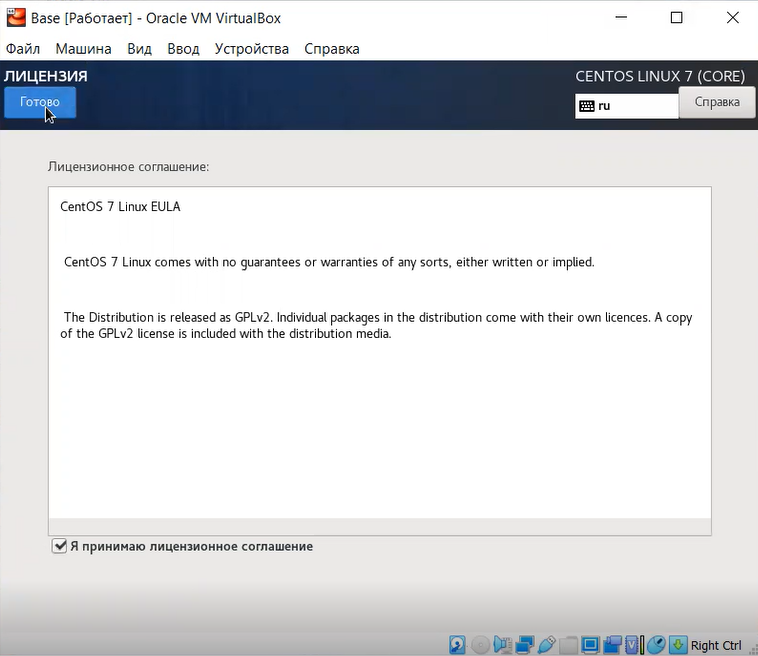 Base [Работает] - Oracle VM VirtualBox
Файл Машина Вид Ввод Устройства Справка
ЛИЦЕНЗИЯ
CENTOS LINUX 7 (CORE)
Готово
ru
Справка
Лицензионное соглашение:
CentOS 7 Linux EULA
CentOS 7 Linux comes with no guarantees or warranties of any sorts, either written or implied.
The Distribution is released as GPLv2. Individual packages in the distribution come with their own licences. A copy
of the GPLv2 license is included with the distribution media.
Я принимаю лицензионное соглашение
Right Ctrl